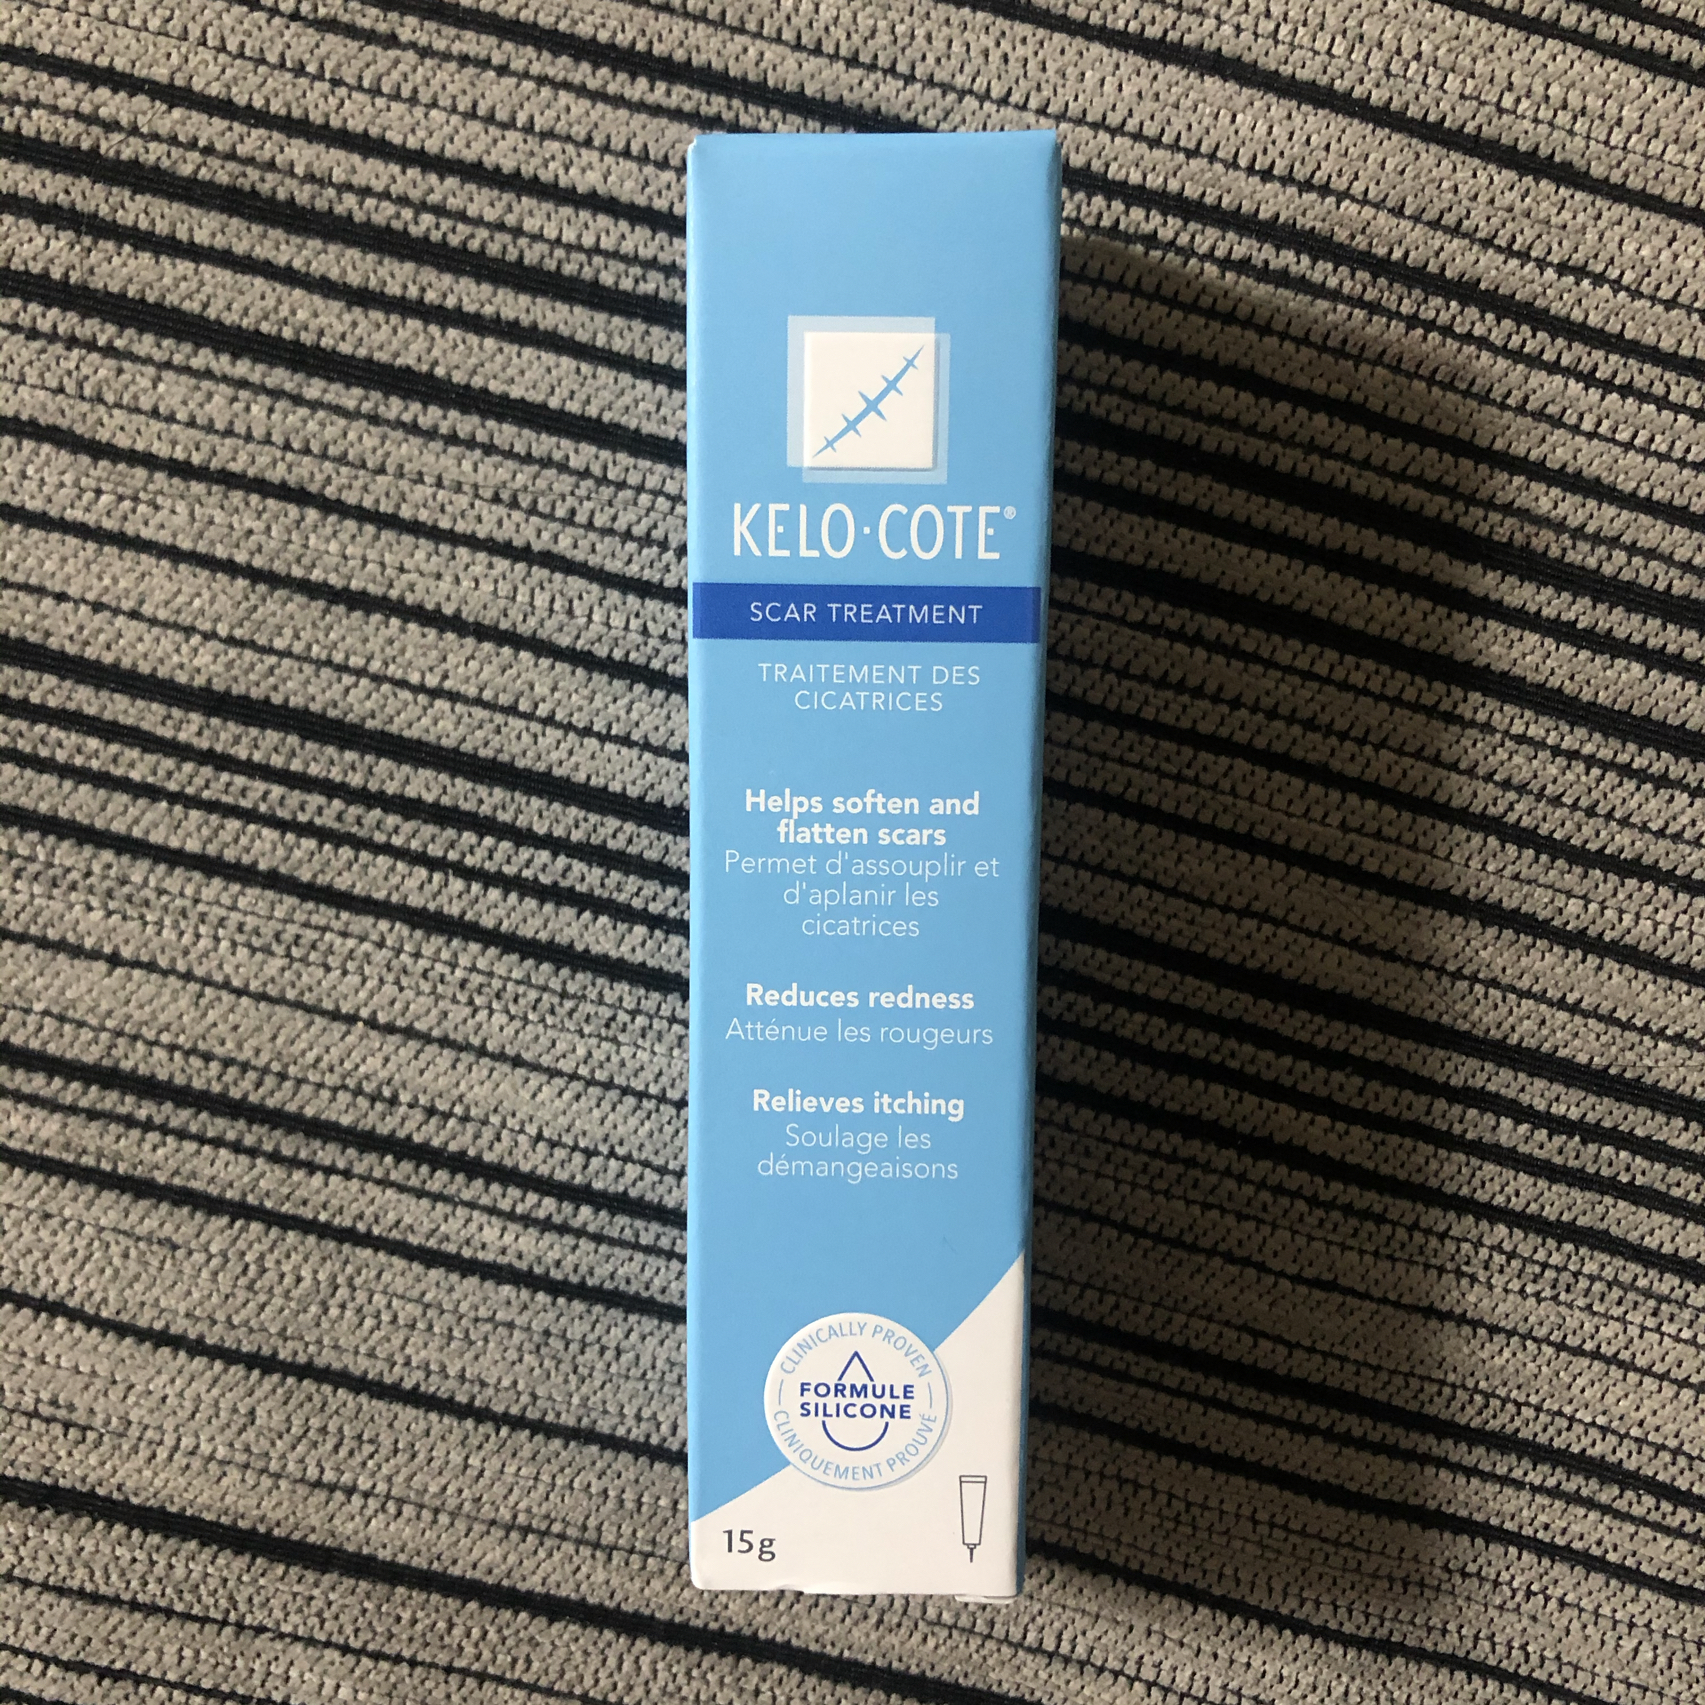 KELO·COTE®
SCAR TREATMENT
TRAITEMENT DES
CICATRICES
Helps soften and
flatten scars
Permet d'assouplir et
d'aplanir les
cicatrices
Reduces redness
Atténue les rougeurs
Relieves itching
Soulage les
démangeaisons
CLINICALLY PROVEN
FORMULE
SILICONE
CLINIQUEMENT PROUVÉ
15g